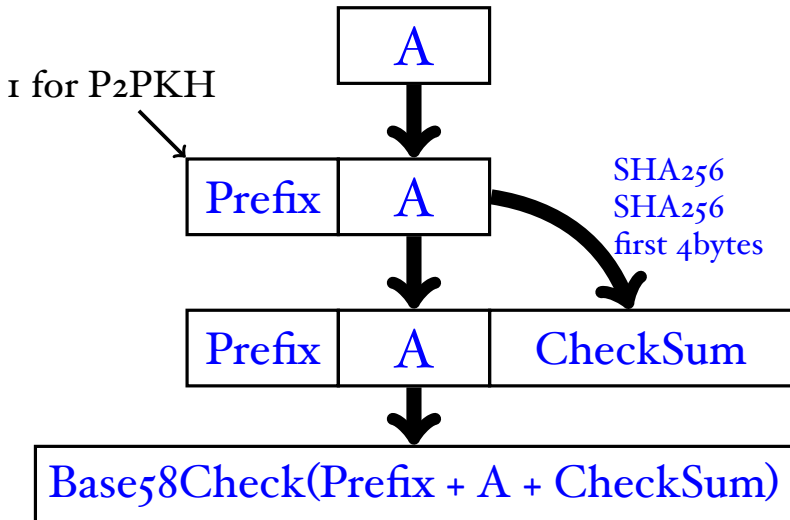 A
1 for P2PKH
Prefix A
SHA256
SHA256
first 4bytes
Prefix A CheckSum
Base58Check(Prefix + A + CheckSum)